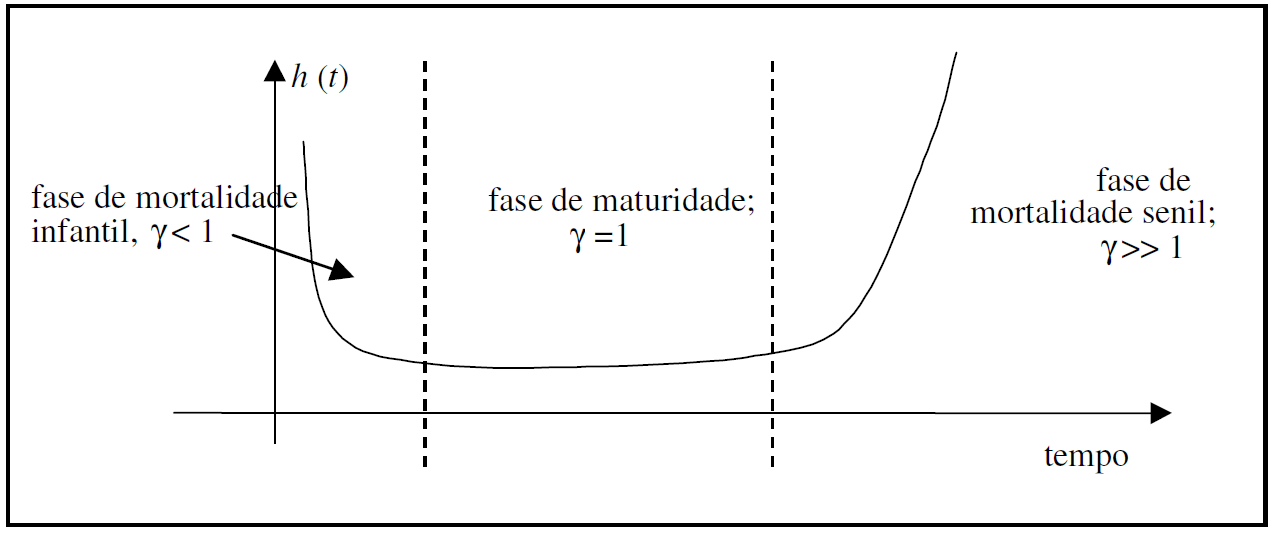 h (t)
fase de mortalidade
infantil, γ< 1
fase de maturidade;
γ =1
fase de
mortalidade senil;
γ>> 1
tempo